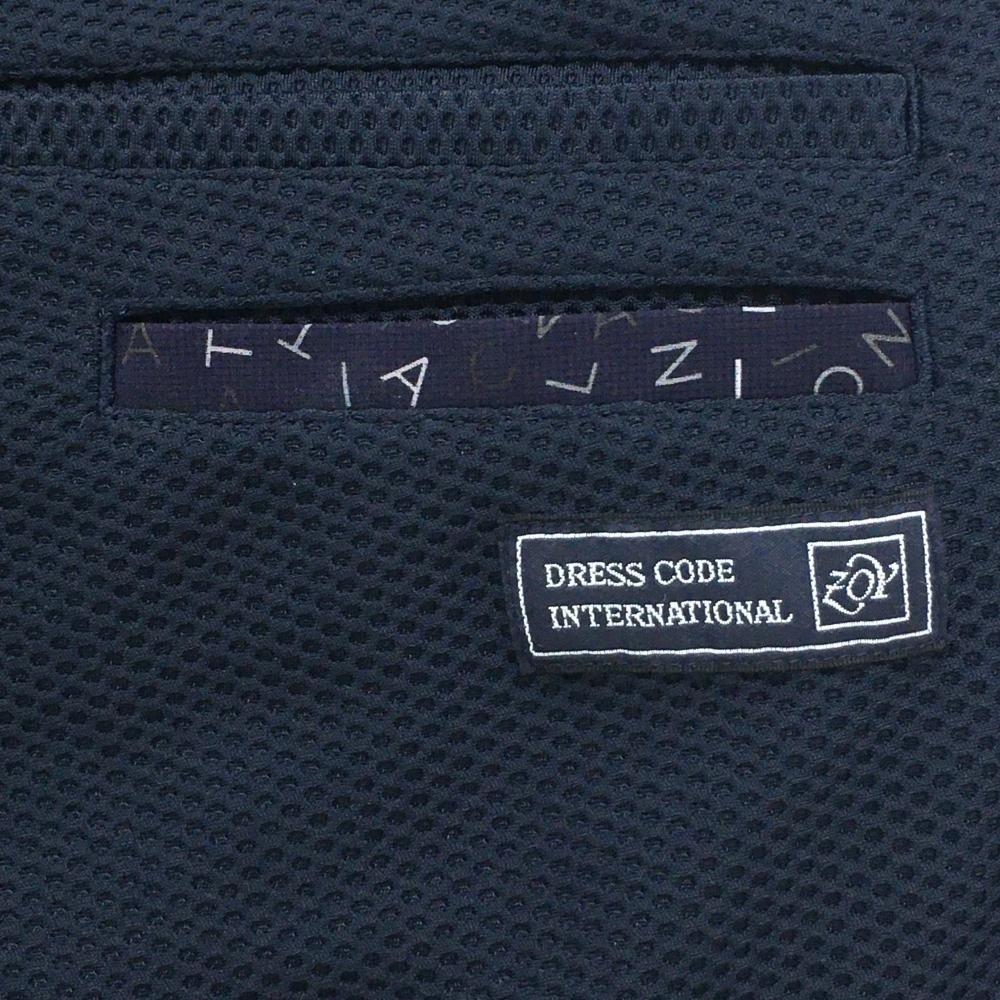 A T T I A C L N I I O N
DRESS CODE
INTERNATIONAL
ZOY